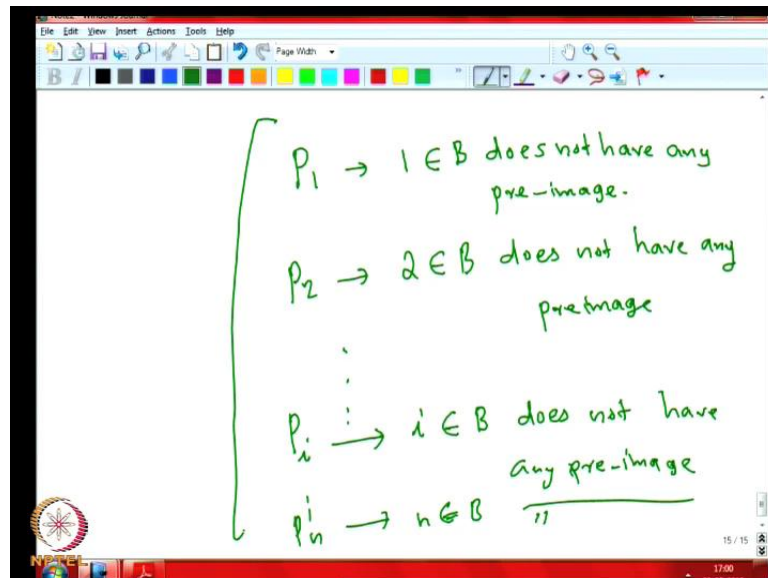 File Edit View Insert Actions Tools Help
Page Width
B I
P1 → 1 ∈ B does not have any
pre-image.
P2 → 2 ∈ B does not have any
preimage
⋮
Pi → i ∈ B does not have
any pre-image
Pn → n ∈ B "
15 / 15
NPTEL
17:00